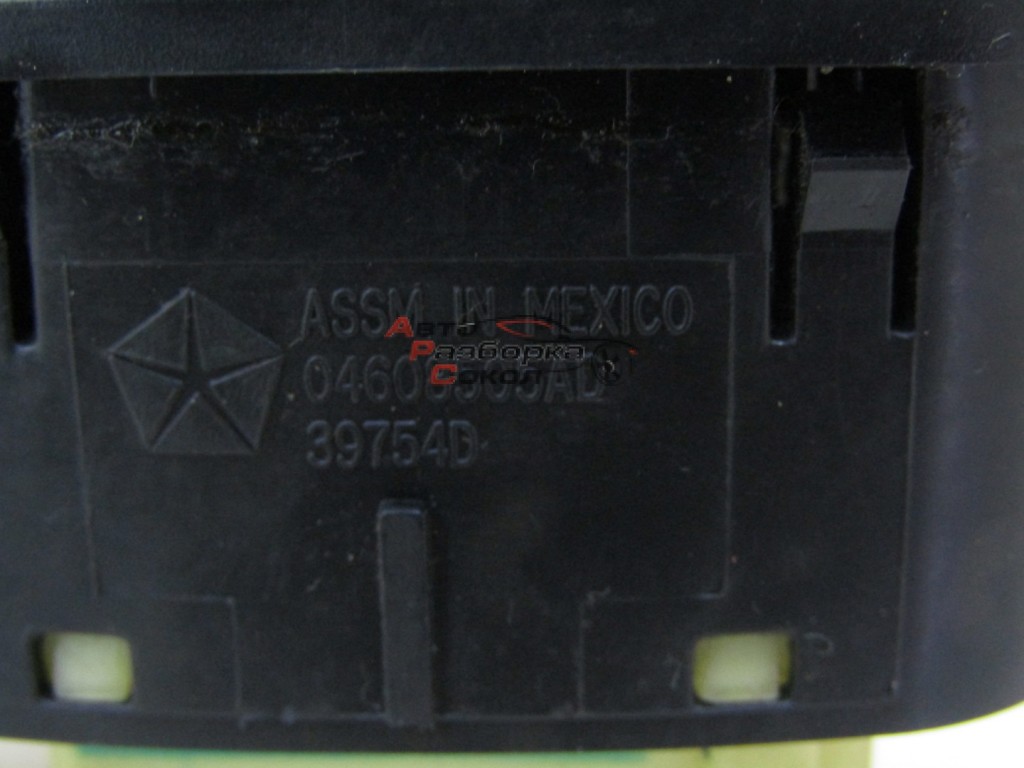 ASSM IN MEXICO
39754D
Авто
Разборка
Сокол